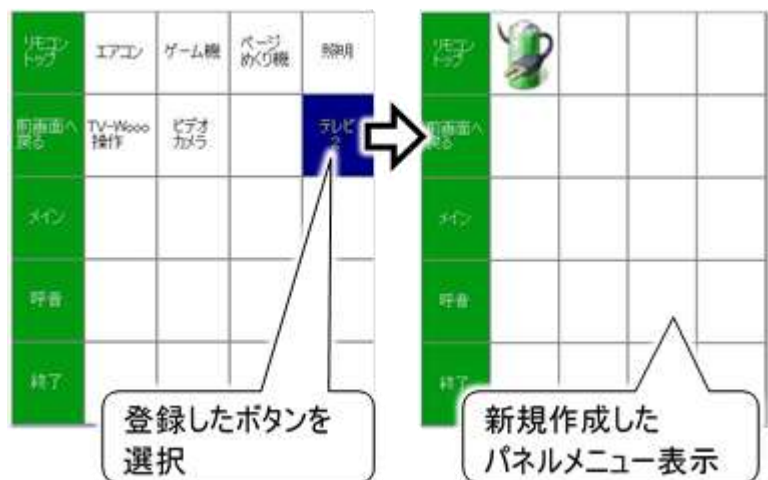 リモコン
トップ
エアコン
ゲーム機
ページ
めくり機
照明
前画面へ
戻る
TV-Wooo
操作
ビデオ
カメラ
テレビ
2
メイン
呼音
終了
登録したボタンを
選択
リモコン
トップ
前画面へ
戻る
メイン
呼音
終了
新規作成した
パネルメニュー表示